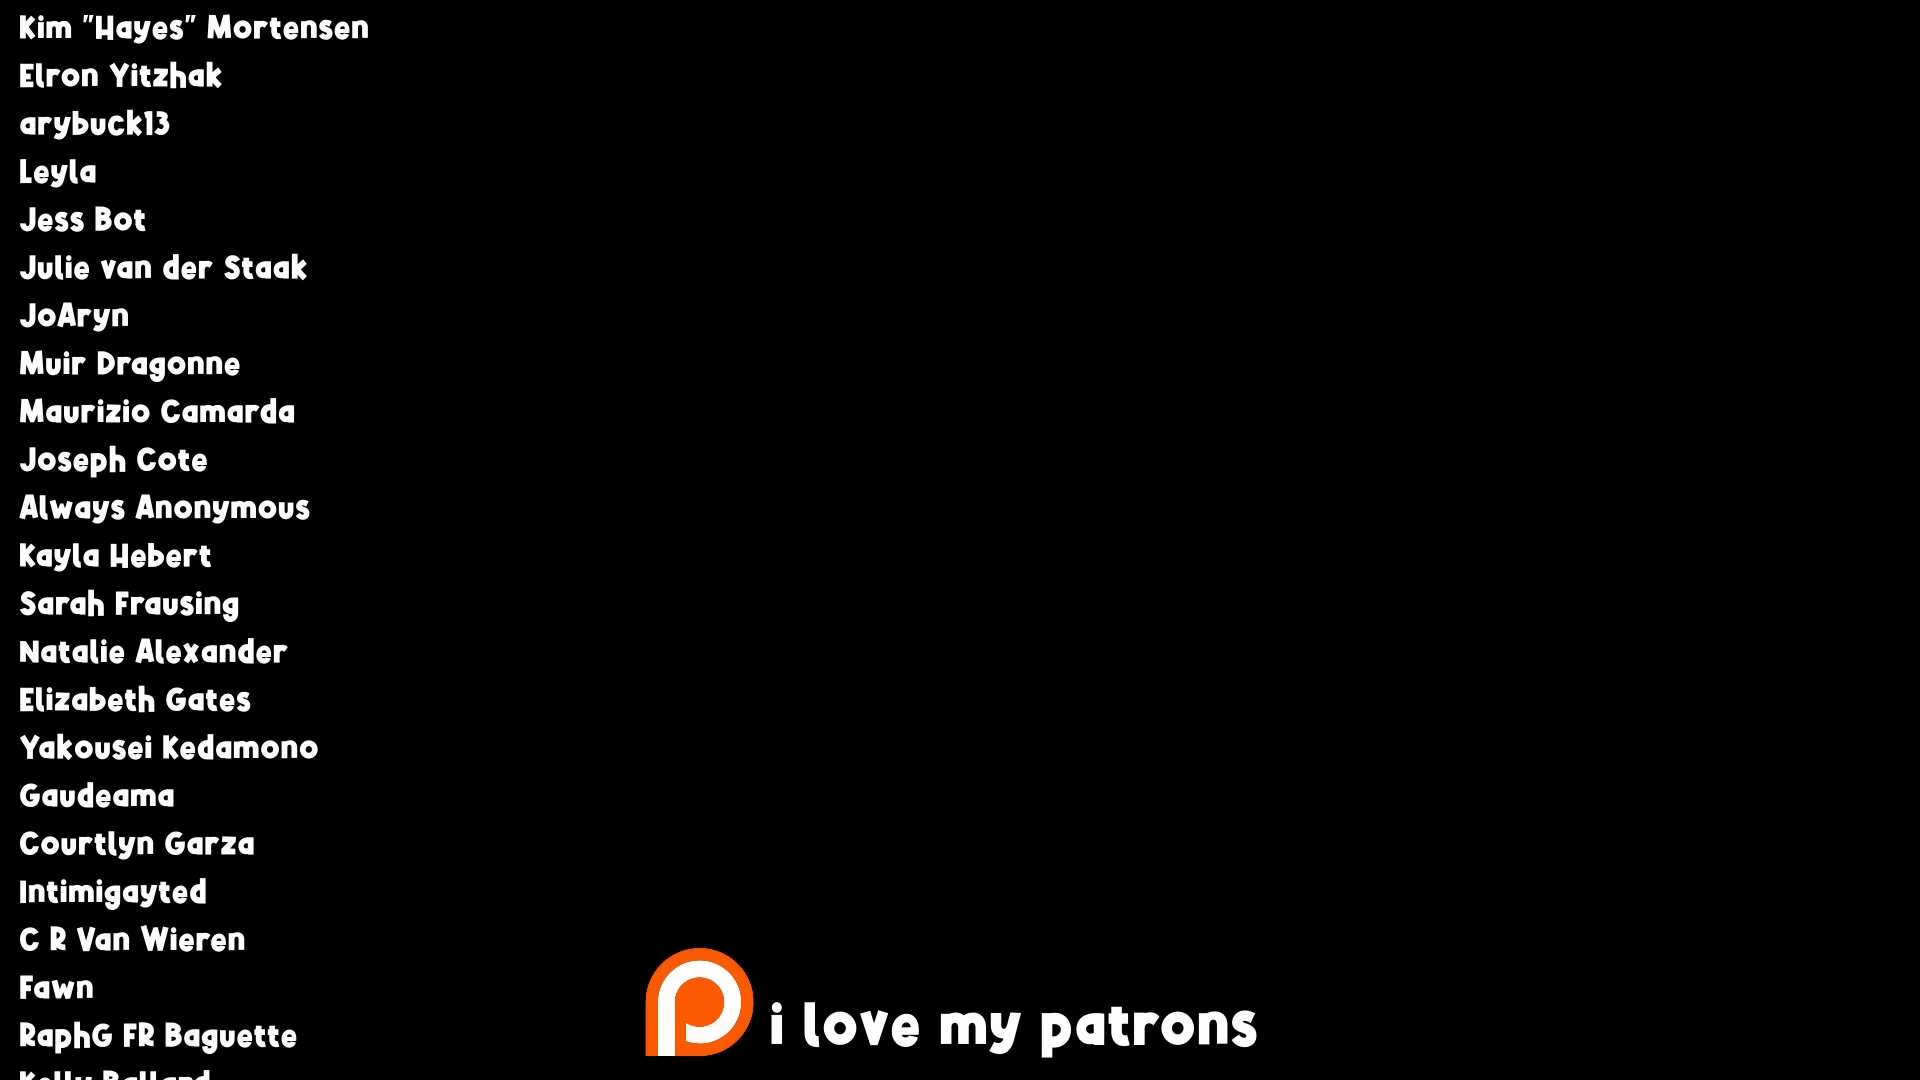 Kim "Hayes" Mortensen
Elron Yitzhak
arybuck13
Leyla
Jess Bot
Julie van der Staak
JoAryn
Muir Dragonne
Maurizio Camarda
Joseph Cote
Always Anonymous
Kayla Hebert
Sarah Frausing
Natalie Alexander
Elizabeth Gates
Yakousei Kedamono
Gaudeama
Courtlyn Garza
Intimigayted
C R Van Wieren
Fawn
RaphG FR Baguette
i love my patrons